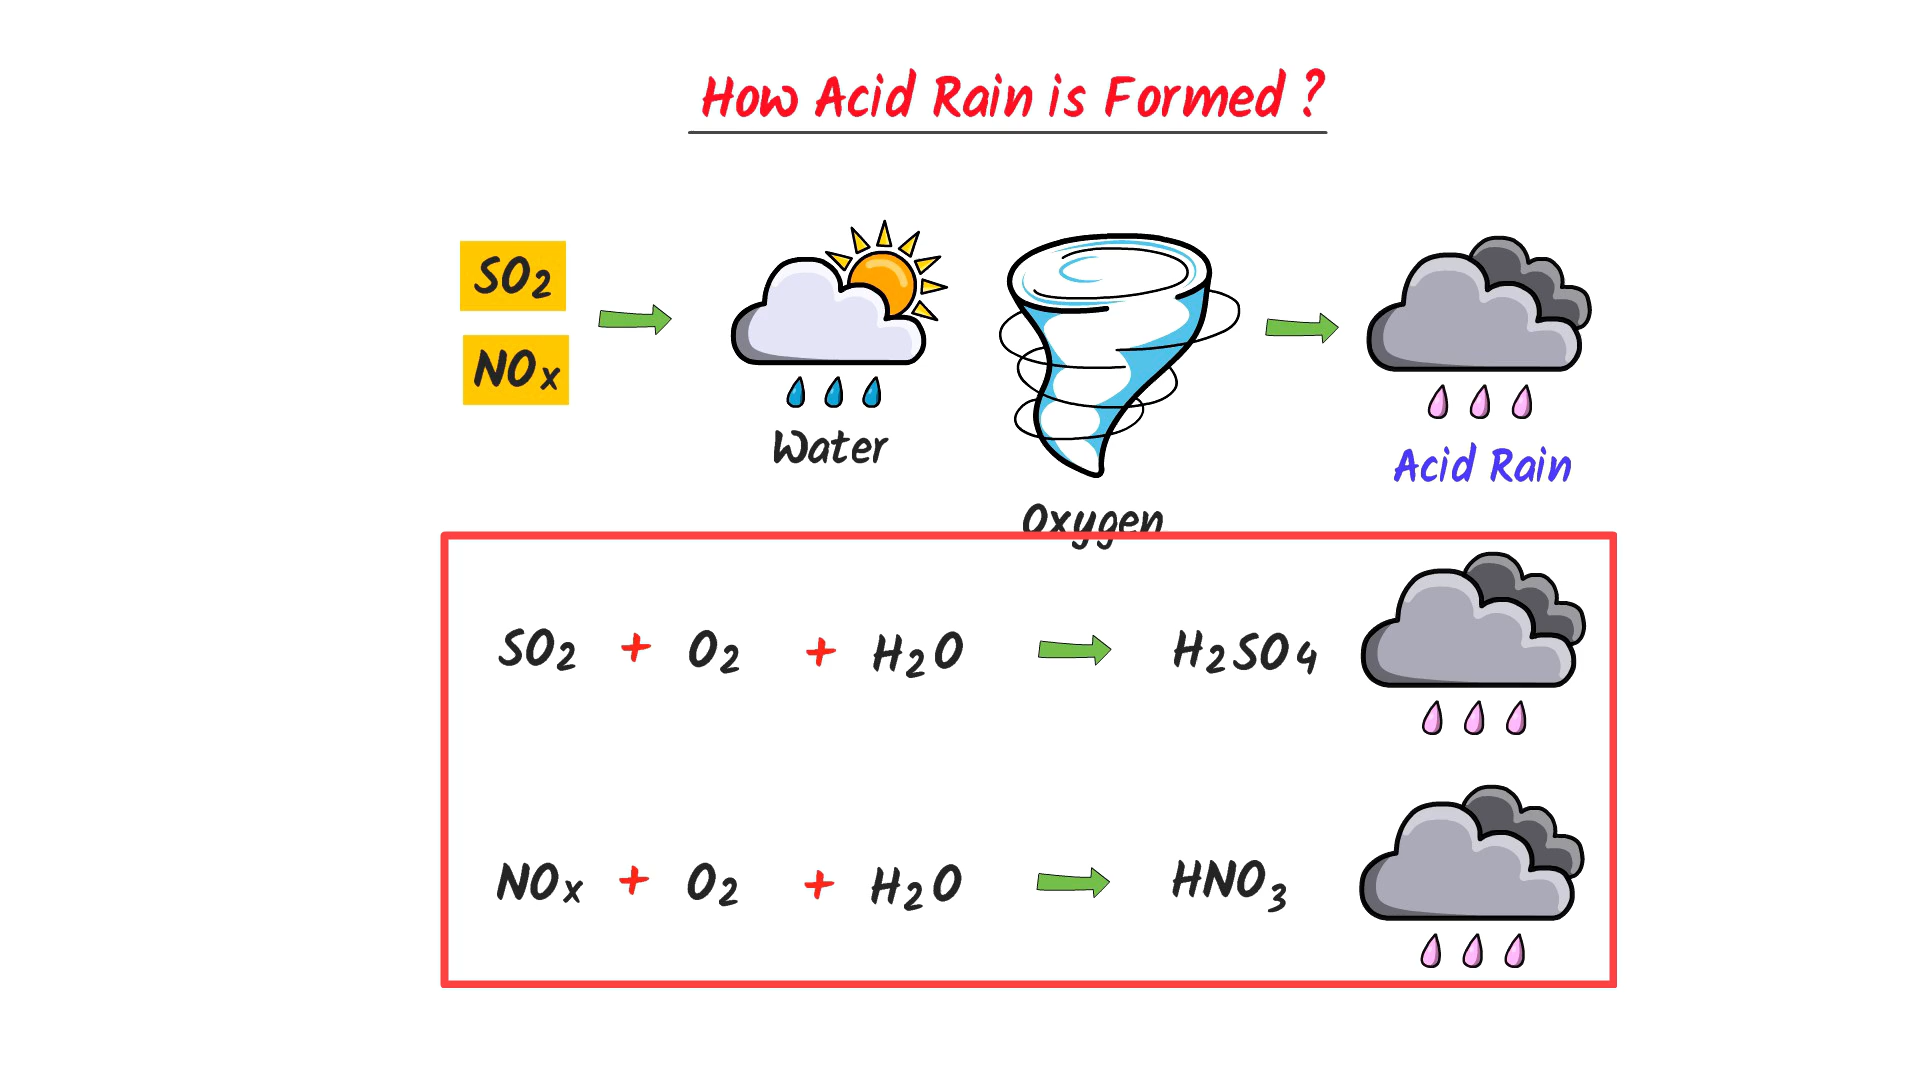 How Acid Rain is Formed ?
SO2
NOx
Water
Oxygen
Acid Rain
SO2 + O2 + H2O H2SO4
NOx + O2 + H2O HNO3